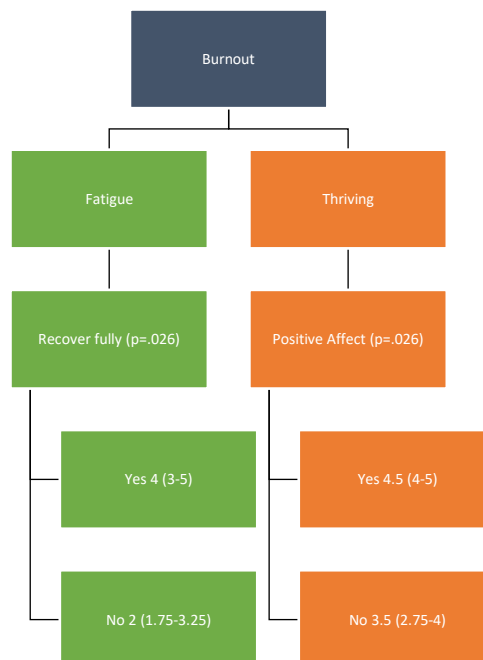 Burnout
Fatigue
Thriving
Recover fully (p=.026)
Positive Affect (p=.026)
Yes 4 (3-5)
Yes 4.5 (4-5)
No 2 (1.75-3.25)
No 3.5 (2.75-4)